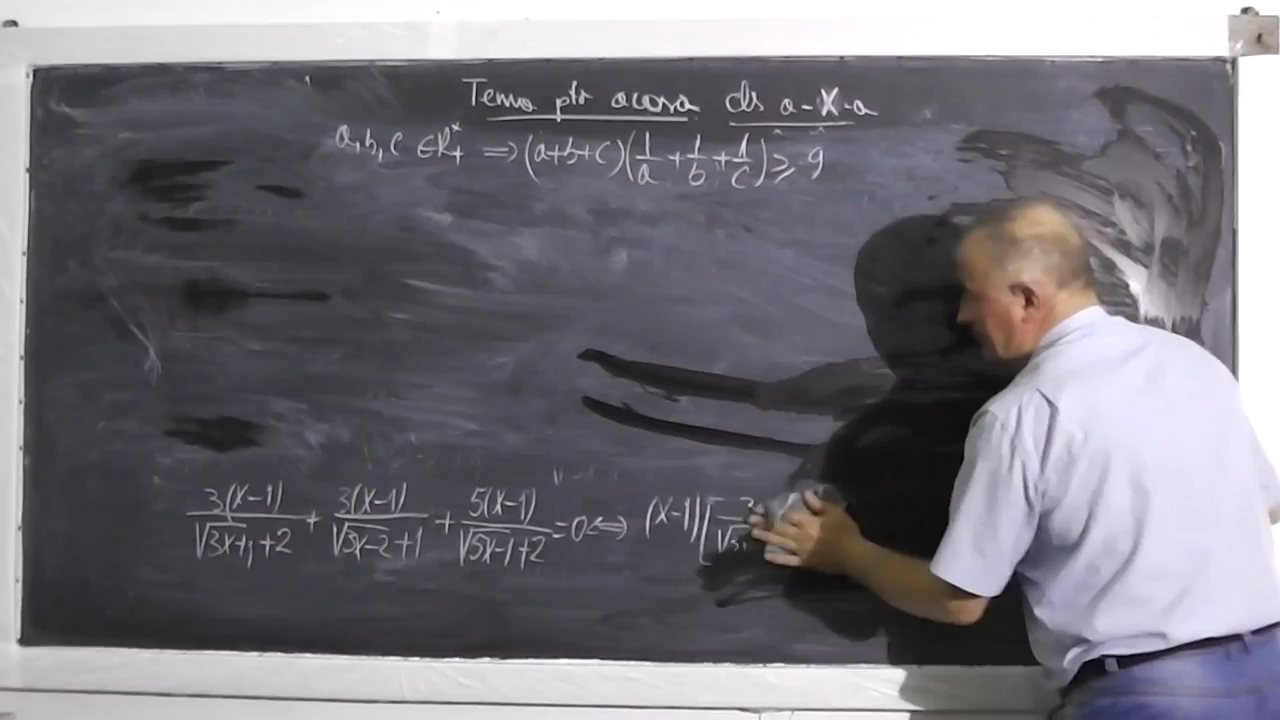 Tema ptr acasa cls a-X-a
a,b,c ∈ R₊* ⇒ (a+b+c)(1/a + 1/b + 1/c) ≥ 9
3(x-1)/(√(3x+1)+2) + 3(x-1)/(√(3x-2)+1) + 5(x-1)/(√(5x-1)+2) = 0 ⇔ (x-1)[